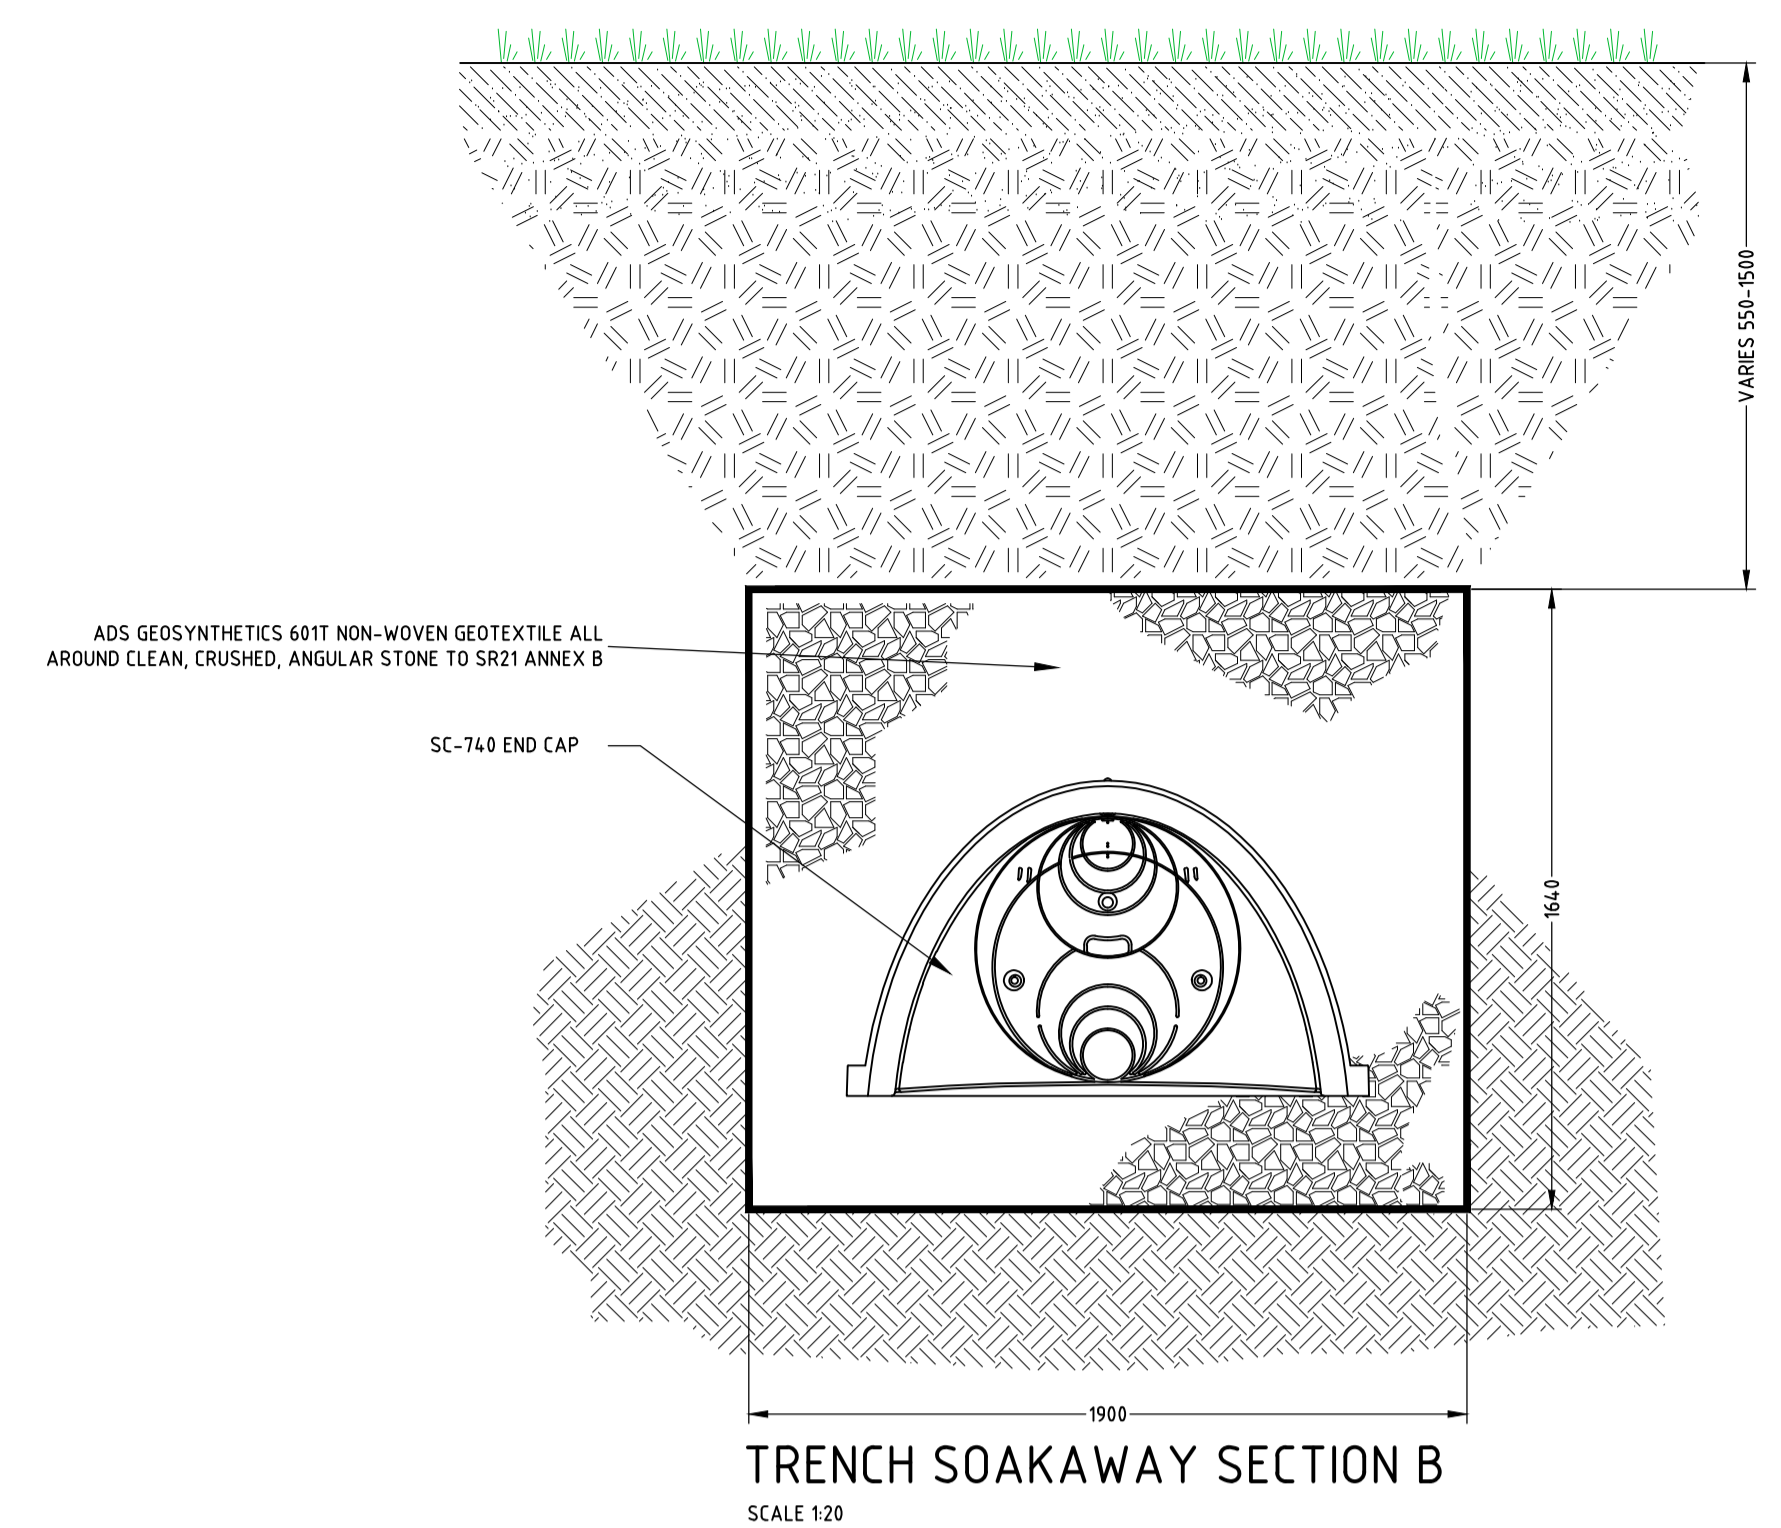 VARIES 550-1500
ADS GEOSYNTHETICS 601T NON-WOVEN GEOTEXTILE ALL
AROUND CLEAN, CRUSHED, ANGULAR STONE TO SR21 ANNEX B
SC-740 END CAP
1640
1900
TRENCH SOAKAWAY SECTION B
SCALE 1:20